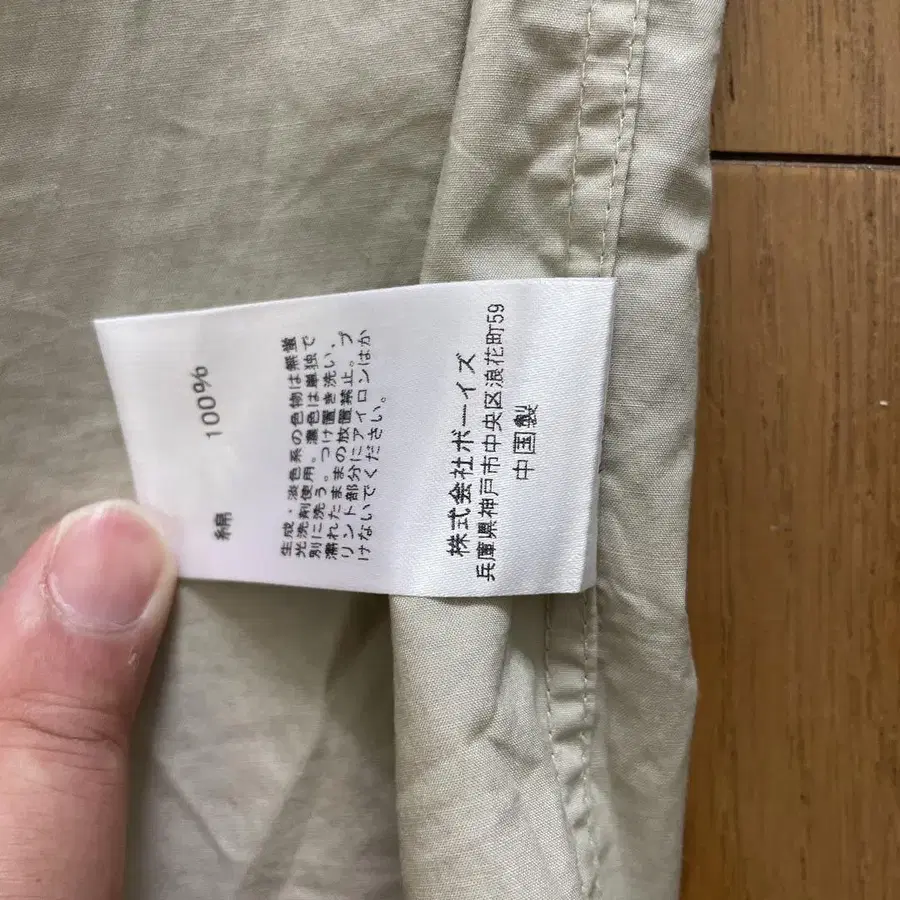 綿 100%
生成・淡色系の色物は無蛍
光洗剤使用。濃色は単独で
別に洗う。つけ置き洗い、
濡れたままの放置禁止。プ
リント部分にアイロンはか
けないでください。
株式会社ボーイズ
兵庫県神戸市中央区浪花町59
中国製